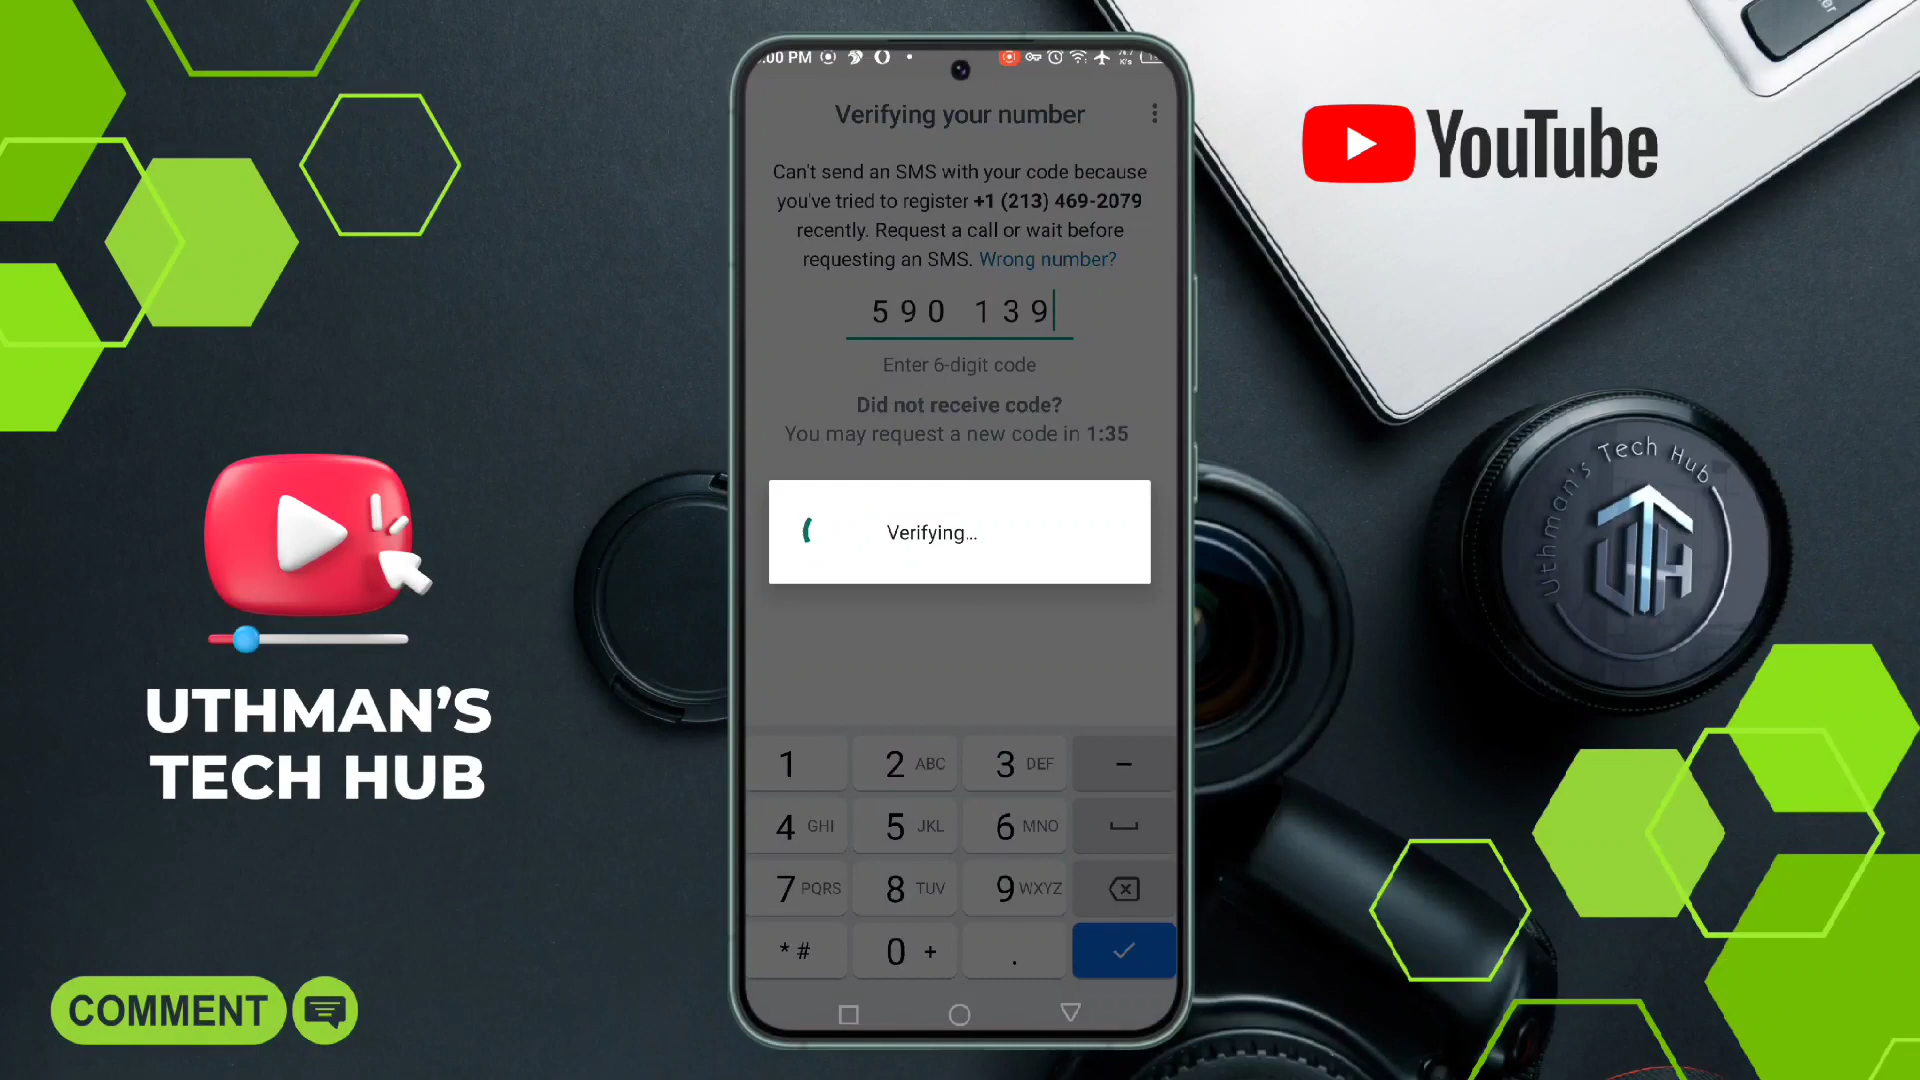 :00 PM
Verifying your number
Can't send an SMS with your code because
you've tried to register +1 (213) 469-2079
recently. Request a call or wait before
requesting an SMS. Wrong number?
590 139
Enter 6-digit code
Did not receive code?
You may request a new code in 1:35
Verifying...
1
2 ABC
3 DEF
–
4 GHI
5 JKL
6 MNO
7 PQRS
8 TUV
9 WXYZ
* #
0 +
.
YouTube
UTHMAN'S
TECH HUB
COMMENT
Uthman's Tech Hub
UTH